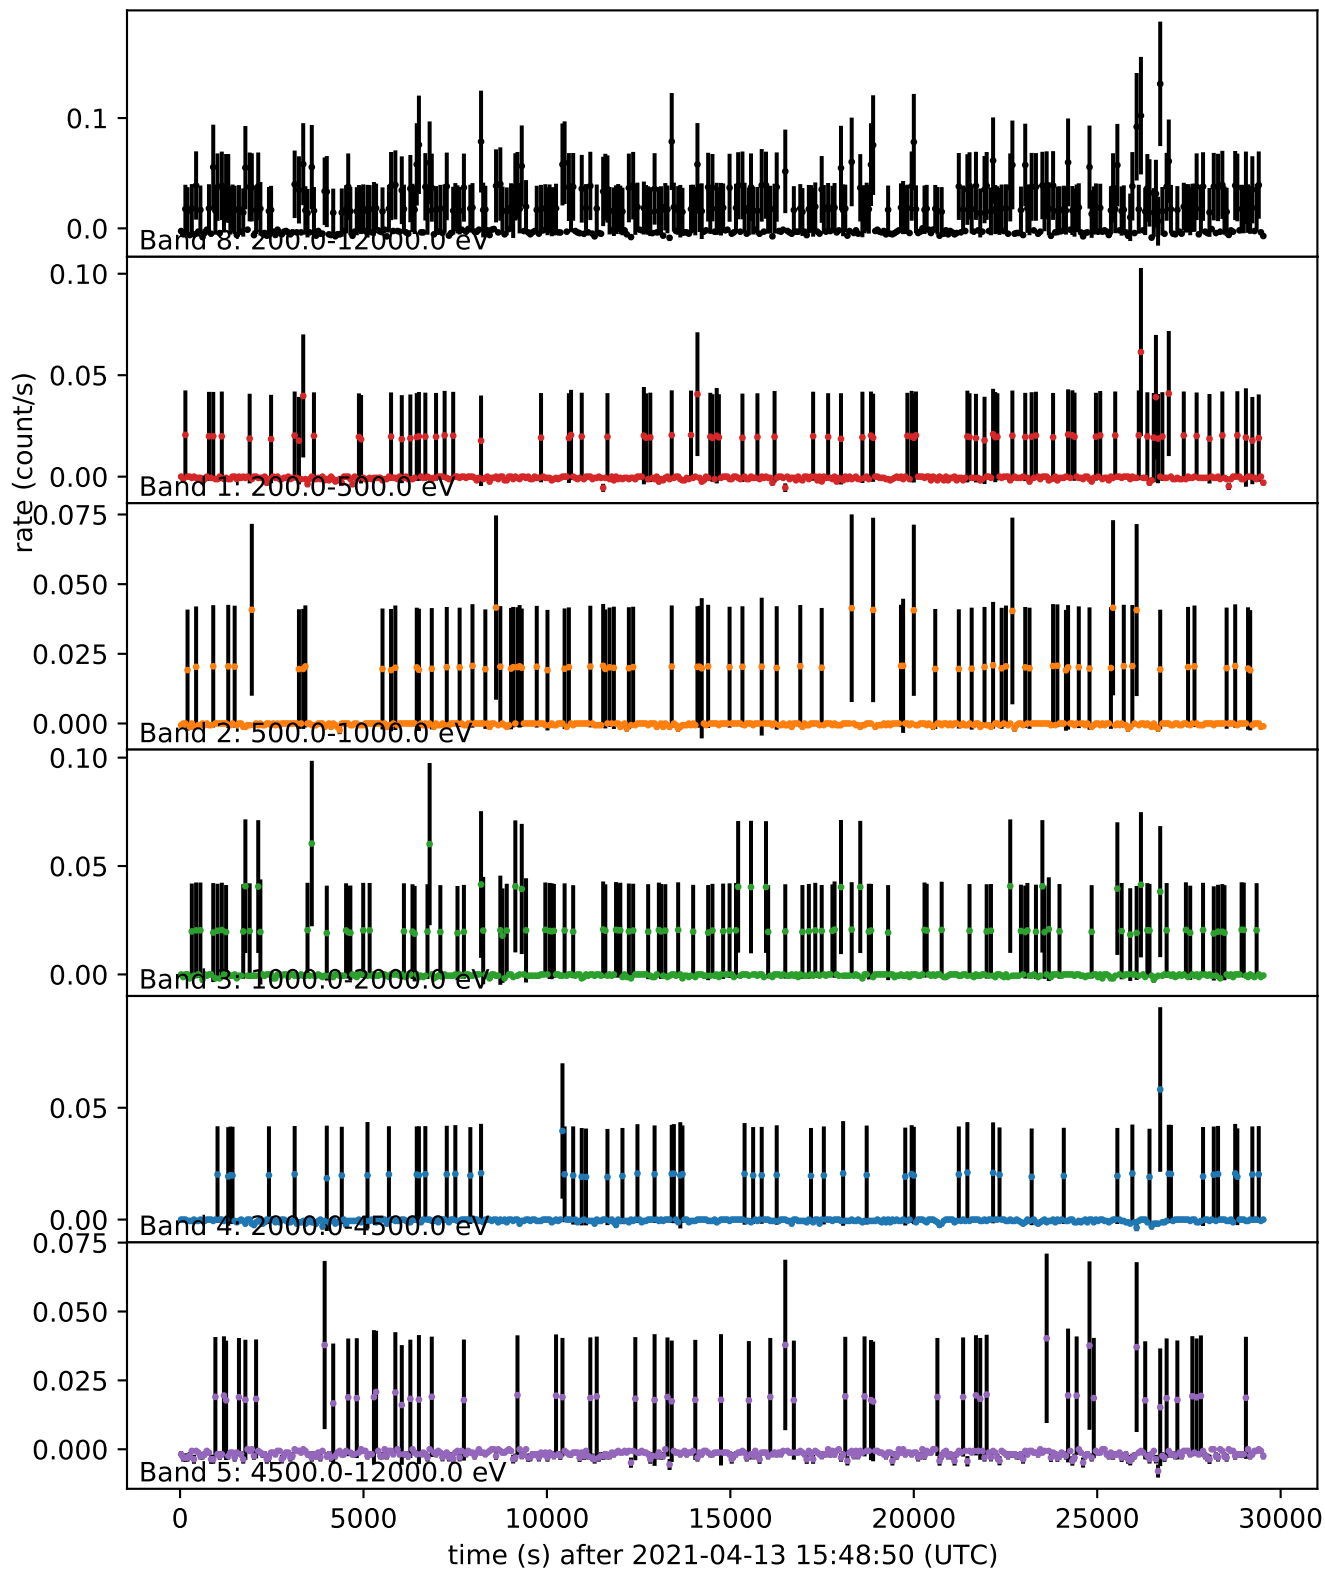 0.1
0.0
Band 8: 200.0-12000.0 eV
0.10
0.05
0.00
Band 1: 200.0-500.0 eV
rate (count/s)
0.075
0.050
0.025
0.000
Band 2: 500.0-1000.0 eV
0.10
0.05
0.00
Band 3: 1000.0-2000.0 eV
0.05
0.00
Band 4: 2000.0-4500.0 eV
0.075
0.050
0.025
0.000
Band 5: 4500.0-12000.0 eV
0 5000 10000 15000 20000 25000 30000
time (s) after 2021-04-13 15:48:50 (UTC)